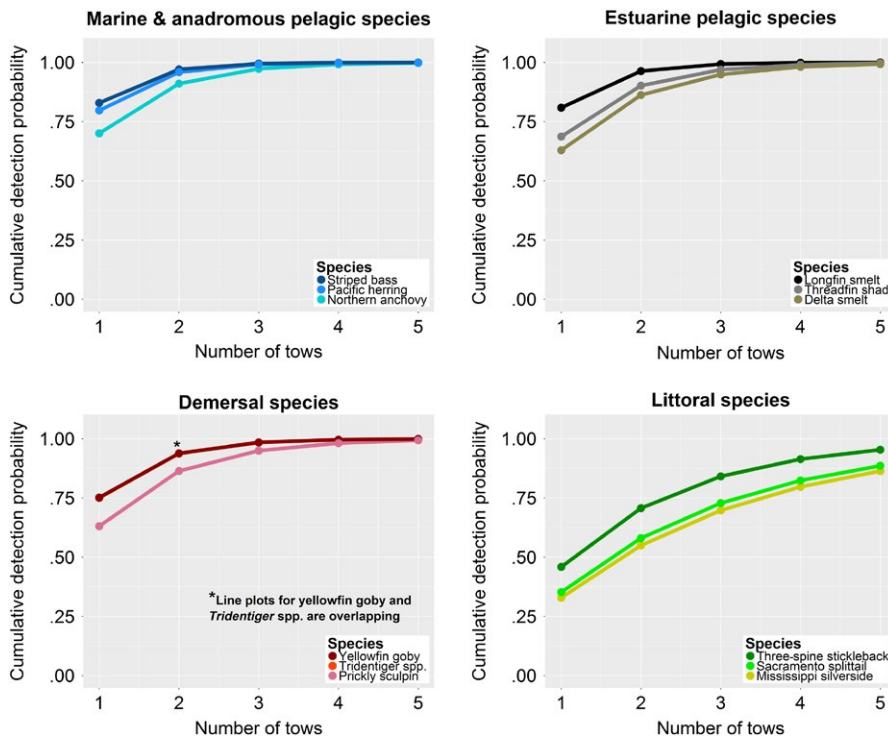 Marine & anadromous pelagic species
Cumulative detection probability
1.00
.75
.50
.25
.00
Species
Striped bass
Pacific herring
Northern anchovy
1 2 3 4 5
Number of tows
Estuarine pelagic species
Cumulative detection probability
1.00
.75
.50
.25
.00
Species
Longfin smelt
Threadfin shad
Delta smelt
1 2 3 4 5
Number of tows
Demersal species
Cumulative detection probability
1.00
.75
.50
.25
.00
*
*Line plots for yellowfin goby and
Tridentiger spp. are overlapping
Species
Yellowfin goby
Tridentiger spp.
Prickly sculpin
1 2 3 4 5
Number of tows
Littoral species
Cumulative detection probability
1.00
.75
.50
.25
.00
Species
Three-spine stickleback
Sacramento splittail
Mississippi silverside
1 2 3 4 5
Number of tows